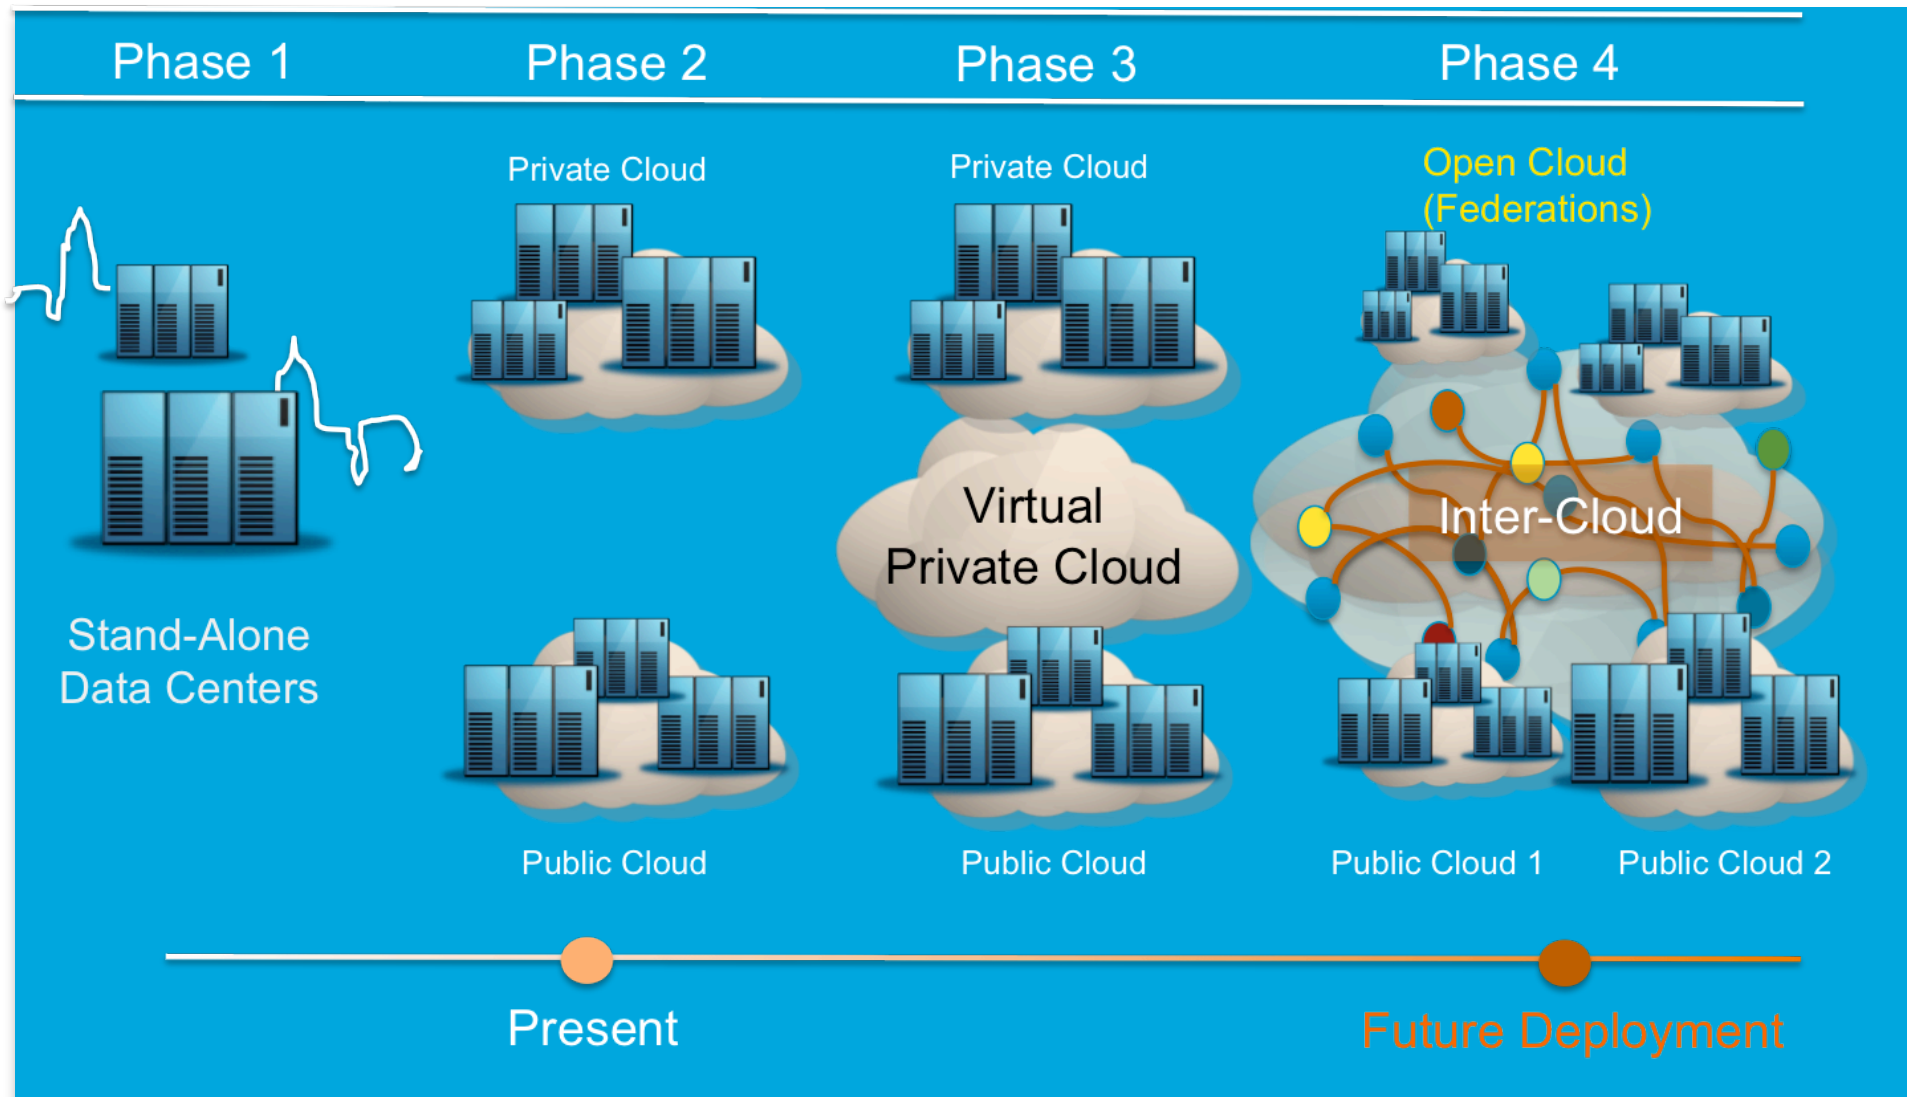 Phase 1
Phase 2
Phase 3
Phase 4
Private Cloud
Private Cloud
Open Cloud
(Federations)
Virtual
Private Cloud
Inter-Cloud
Stand-Alone
Data Centers
Public Cloud
Public Cloud
Public Cloud 1
Public Cloud 2
Present
Future Deployment